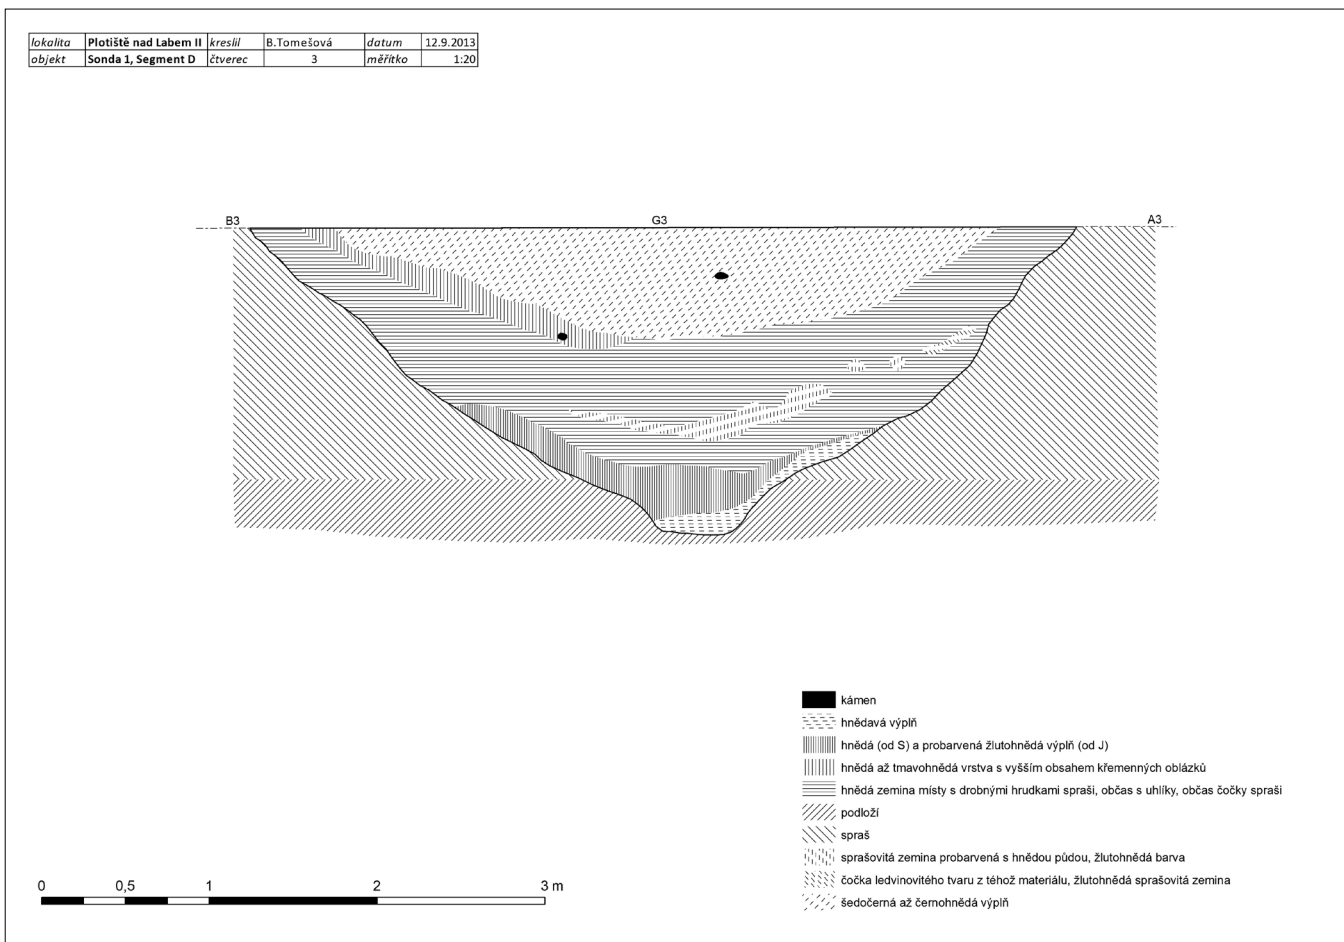 lokalita Plotiště nad Labem II kreslil B.Tomešová datum 12.9.2013
objekt Sonda 1, Segment D čtverec 3 měřítko 1:20
B3 G3 A3
kámen
hnědavá výplň
hnědá (od S) a probarvená žlutohnědá výplň (od J)
hnědá až tmavohnědá vrstva s vyšším obsahem křemenných oblázků
hnědá zemina místy s drobnými hrudkami spraši, občas s uhlíky, občas čočky spraši
podloží
spraš
sprašovitá zemina probarvená s hnědou půdou, žlutohnědá barva
čočka ledvinovitého tvaru z téhož materiálu, žlutohnědá sprašovitá zemina
šedočerná až černohnědá výplň
0 0,5 1 2 3 m